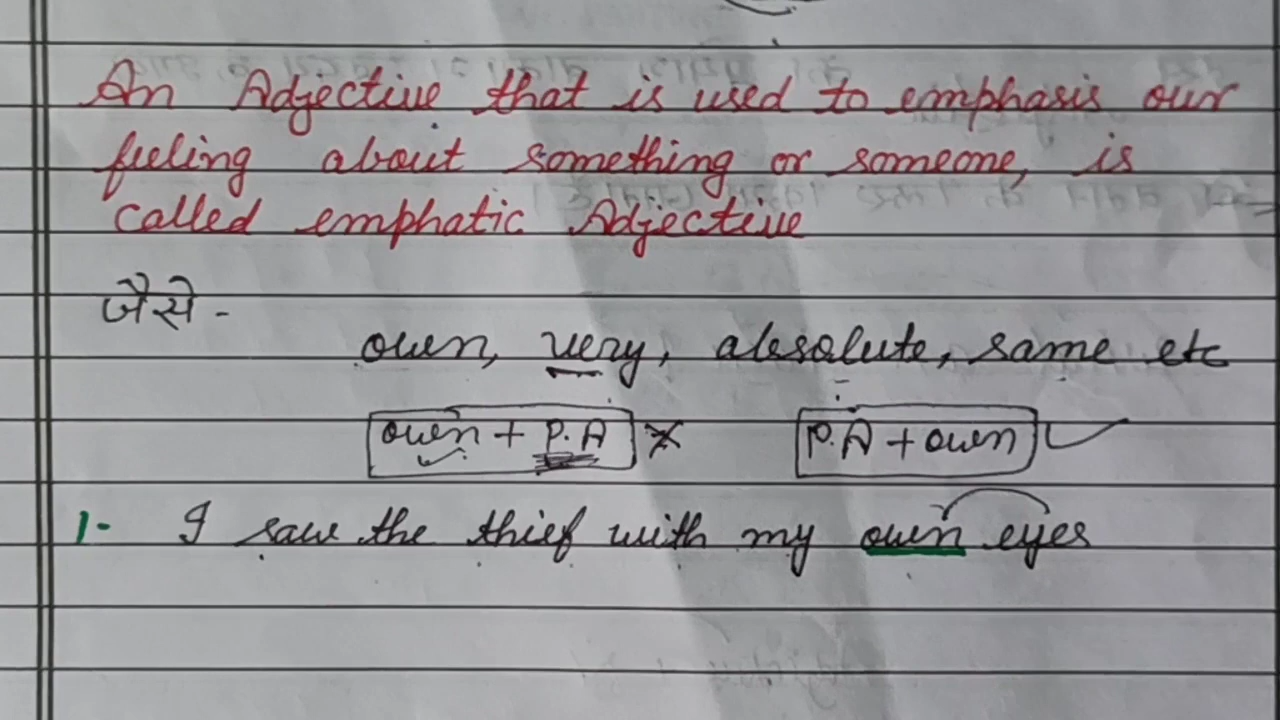 An Adjective that is used to emphasis our
feeling about something or someone, is
called emphatic Adjective
जैसे -
own, very, absolute, same etc
own + P.A × P.A + own ✓
1- I saw the thief with my own eyes